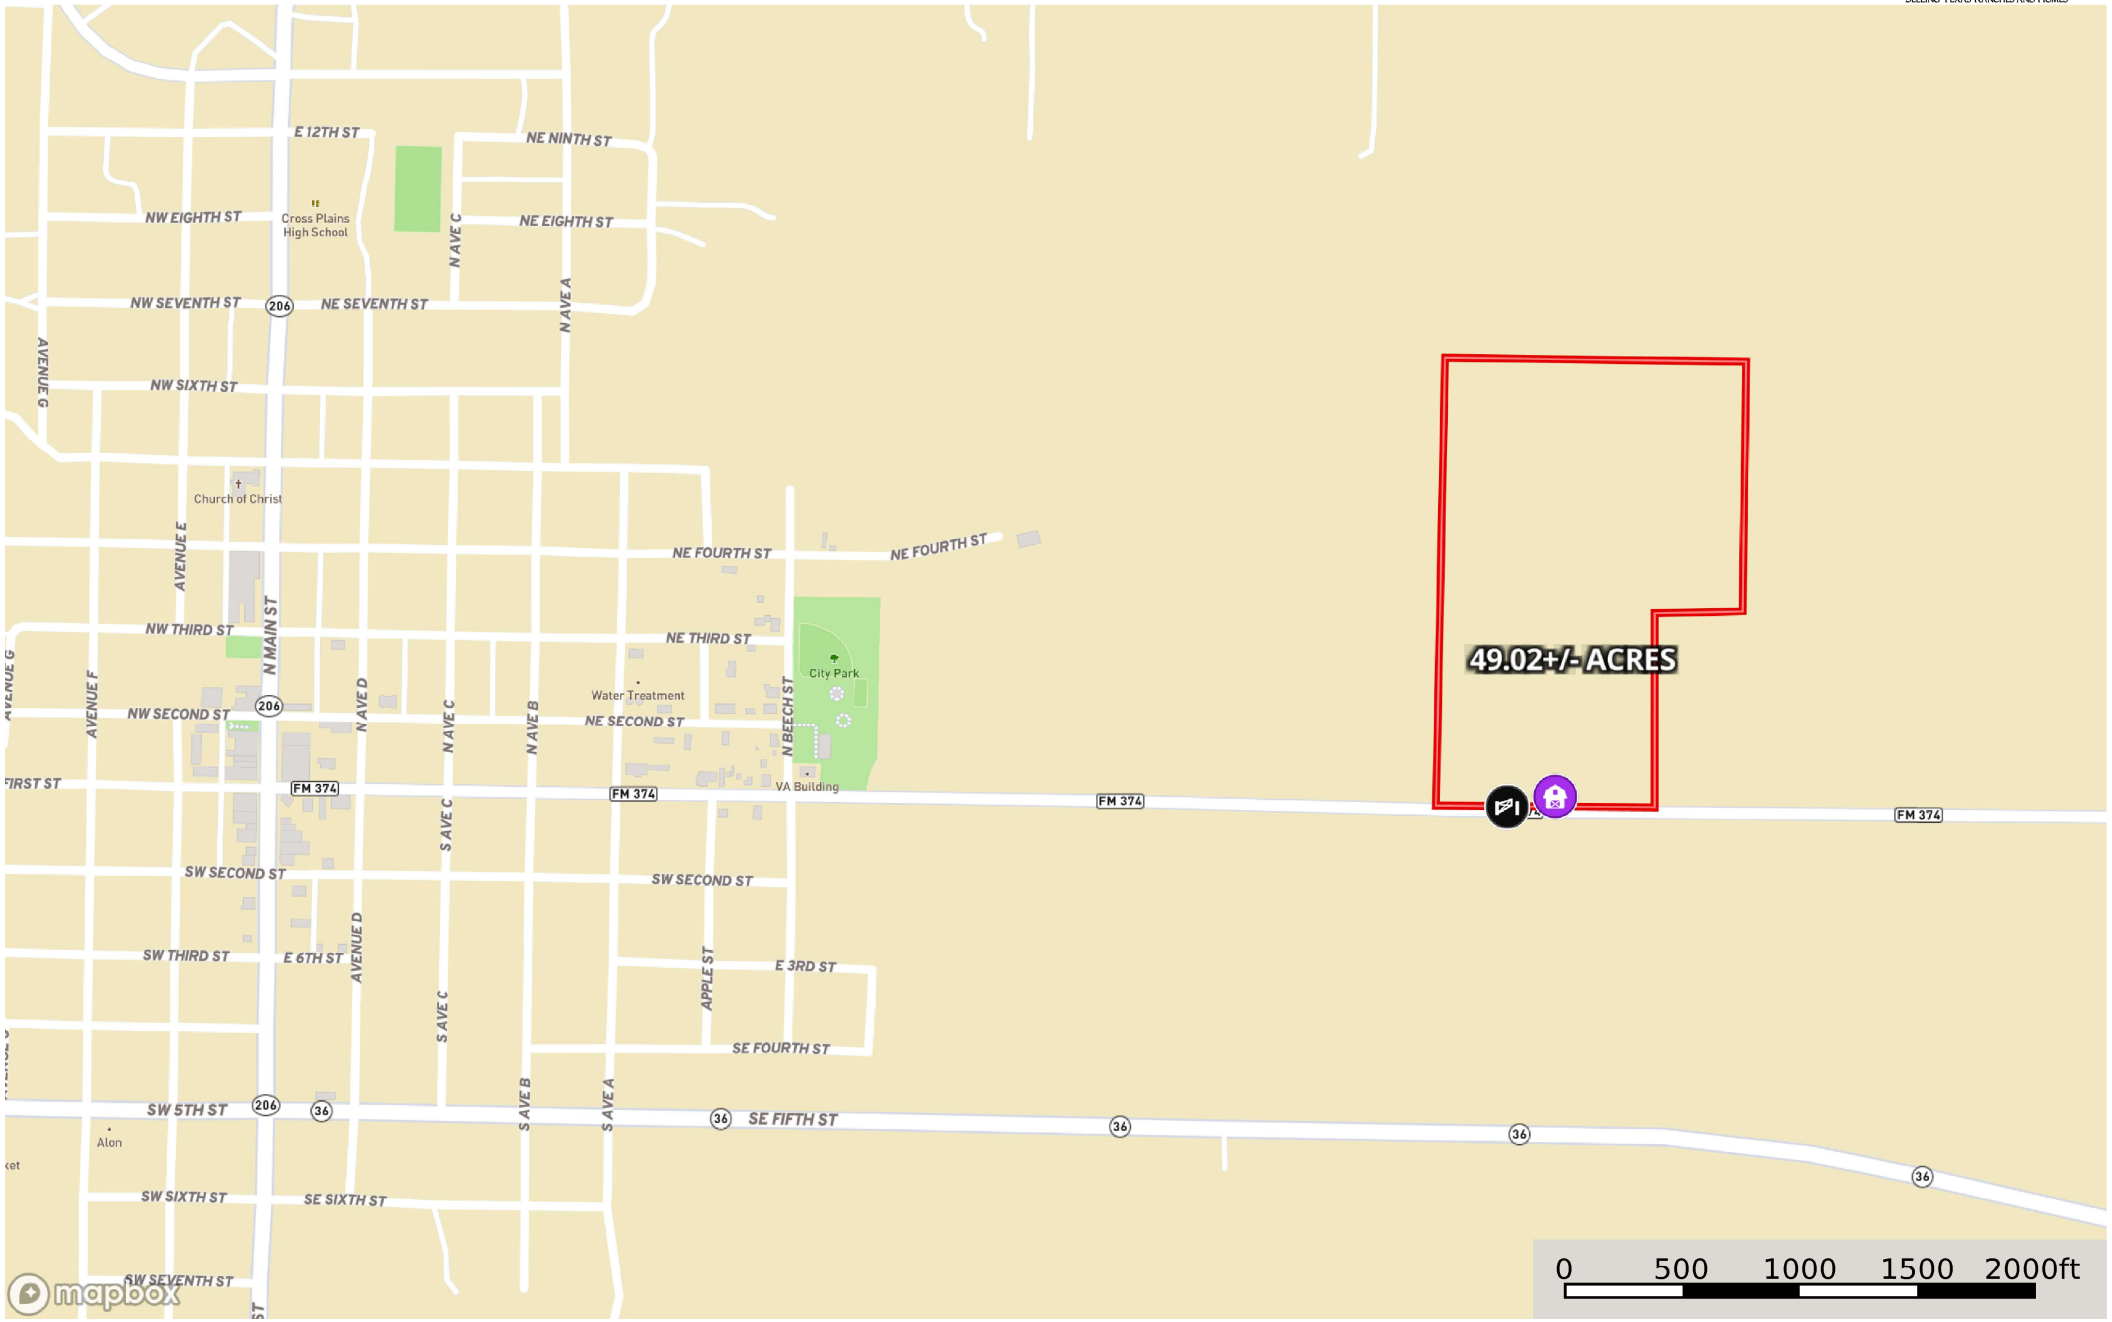 E 12TH ST
NE NINTH ST
Cross Plains
High School
NW EIGHTH ST
N AVE C
NE EIGHTH ST
NW SEVENTH ST
206
NE SEVENTH ST
N AVE A
AVENUE G
NW SIXTH ST
Church of Christ
AVENUE E
NE FOURTH ST
NE FOURTH ST
N MAIN ST
NW THIRD ST
NE THIRD ST
City Park
49.02+/- ACRES
AVENUE G
AVENUE F
N AVE D
Water Treatment
N BEECH ST
NW SECOND ST
206
N AVE C
N AVE B
NE SECOND ST
FIRST ST
FM 374
FM 374
VA Building
FM 374
FM 374
S AVE C
SW SECOND ST
SW SECOND ST
AVENUE D
SW THIRD ST
E 6TH ST
APPLE ST
E 3RD ST
S AVE C
SE FOURTH ST
S AVE B
S AVE A
SW 5TH ST
206
36
36
SE FIFTH ST
36
36
36
Alon
SW SIXTH ST
SE SIXTH ST
SW SEVENTH ST
mapbox
ST
0 500 1000 1500 2000ft